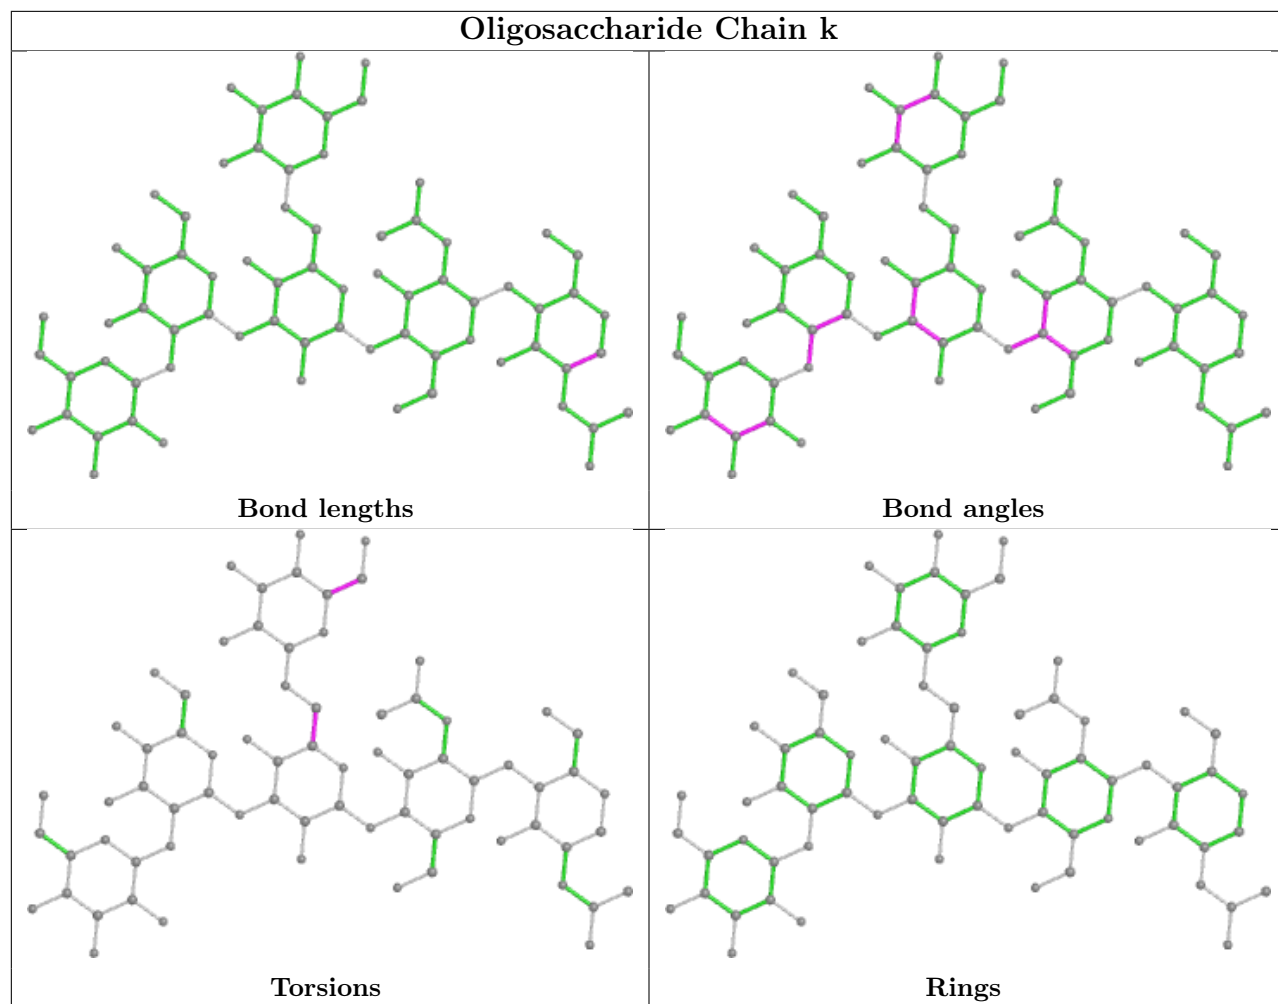 Oligosaccharide Chain k
Bond lengths
Bond angles
Torsions
Rings